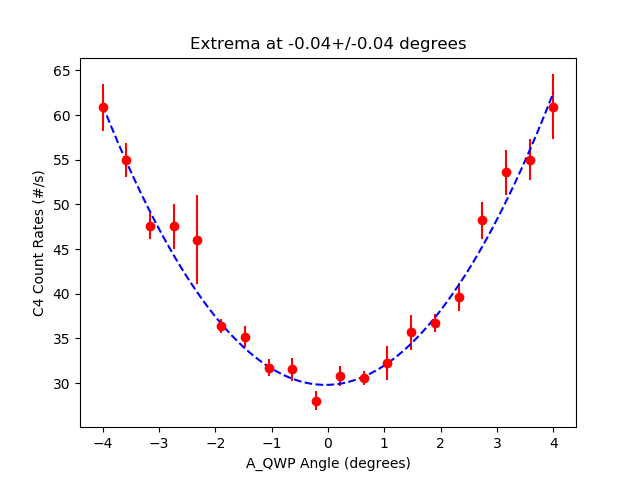 Extrema at -0.04+/-0.04 degrees
65
60
55
50
45
40
35
30
C4 Count Rates (#/s)
−4 −3 −2 −1 0 1 2 3 4
A_QWP Angle (degrees)